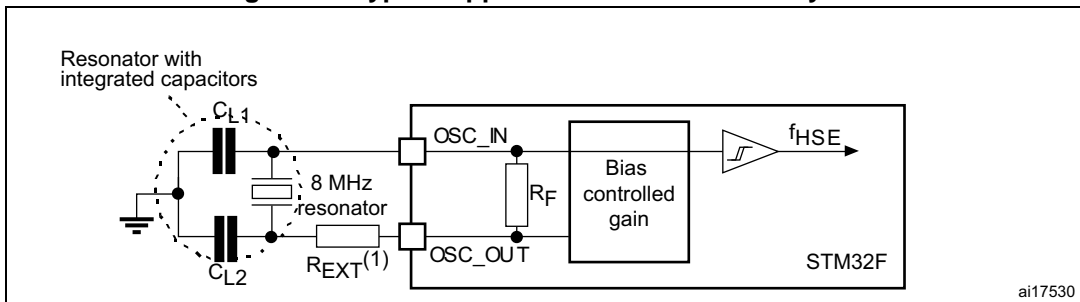 Resonator with
integrated capacitors
CL1
OSC_IN
fHSE
8 MHz
resonator
RF
Bias
controlled
gain
REXT(1)
OSC_OUT
CL2
STM32F
ai17530